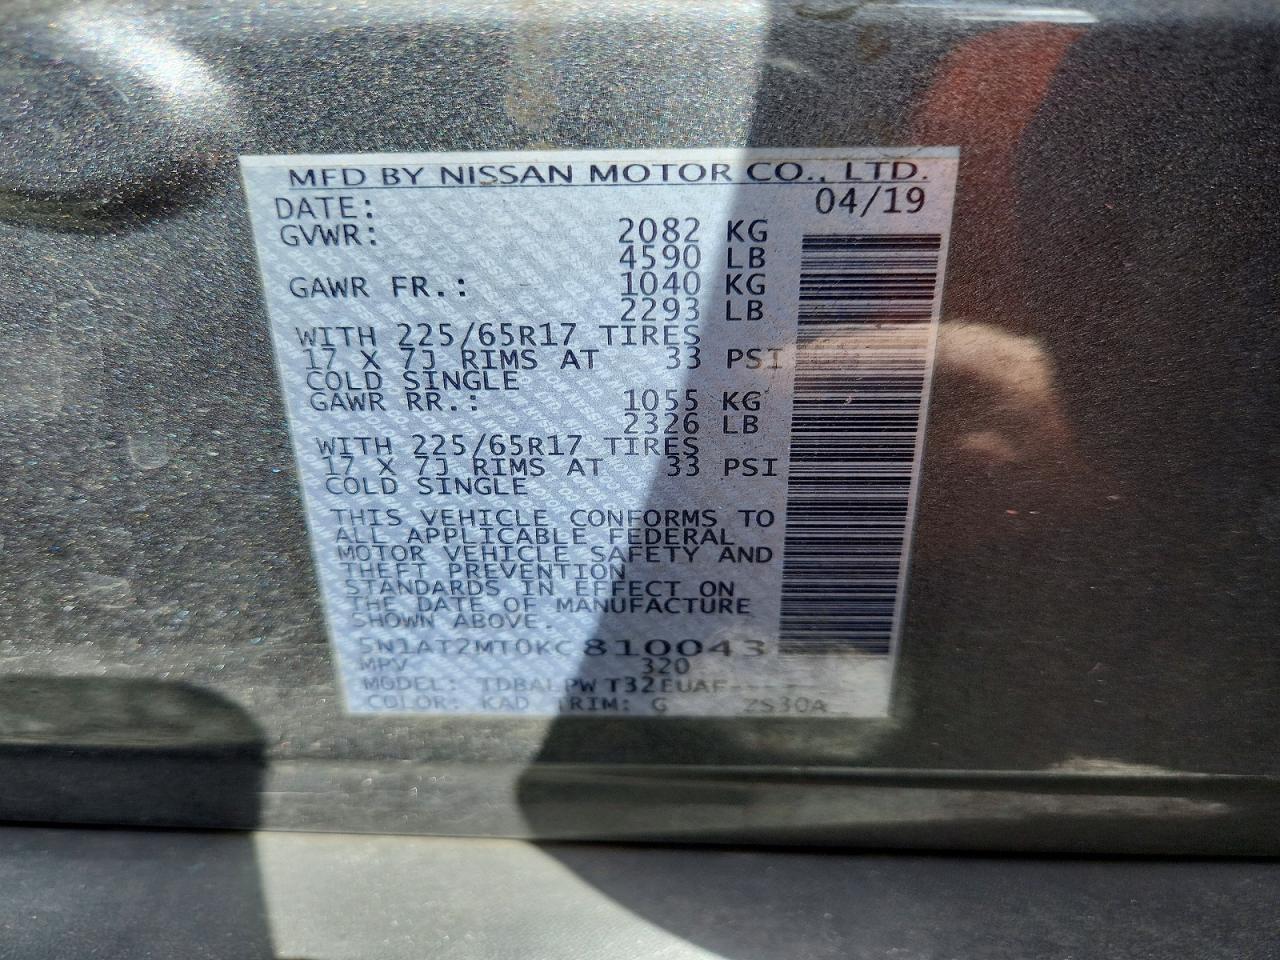 MFD BY NISSAN MOTOR CO., LTD.
DATE: 04/19
GVWR: 2082 KG
4590 LB
GAWR FR.: 1040 KG
2293 LB
WITH 225/65R17 TIRES
17 X 7J RIMS AT 33 PSI
COLD SINGLE
GAWR RR.: 1055 KG
2326 LB
WITH 225/65R17 TIRES
17 X 7J RIMS AT 33 PSI
COLD SINGLE
THIS VEHICLE CONFORMS TO
ALL APPLICABLE FEDERAL
MOTOR VEHICLE SAFETY AND
THEFT PREVENTION
STANDARDS IN EFFECT ON
THE DATE OF MANUFACTURE
SHOWN ABOVE.
5N1AT2MT0KC810043
MPV 320
MODEL: TDBALPWT32EUAF-----
COLOR: KAD TRIM: G ZS30A